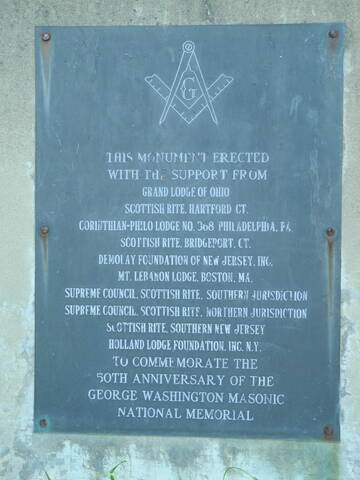 G
THIS MONUMENT ERECTED
WITH THE SUPPORT FROM
GRAND LODGE OF OHIO
SCOTTISH RITE, HARTFORD CT.
CORINTHIAN-PHILO LODGE NO. 368 PHILADELPHIA, PA.
SCOTTISH RITE, BRIDGEPORT, CT.
DEMOLAY FOUNDATION OF NEW JERSEY, INC.
MT. LEBANON LODGE, BOSTON, MA.
SUPREME COUNCIL, SCOTTISH RITE, SOUTHERN JURISDICTION
SUPREME COUNCIL, SCOTTISH RITE, NORTHERN JURISDICTION
SCOTTISH RITE, SOUTHERN NEW JERSEY
HOLLAND LODGE FOUNDATION, INC. N.Y.
TO COMMEMORATE THE
50TH ANNIVERSARY OF THE
GEORGE WASHINGTON MASONIC
NATIONAL MEMORIAL